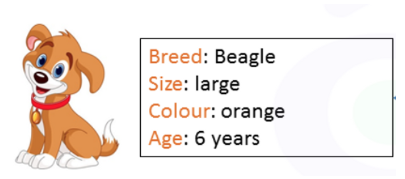 Breed: Beagle
Size: large
Colour: orange
Age: 6 years